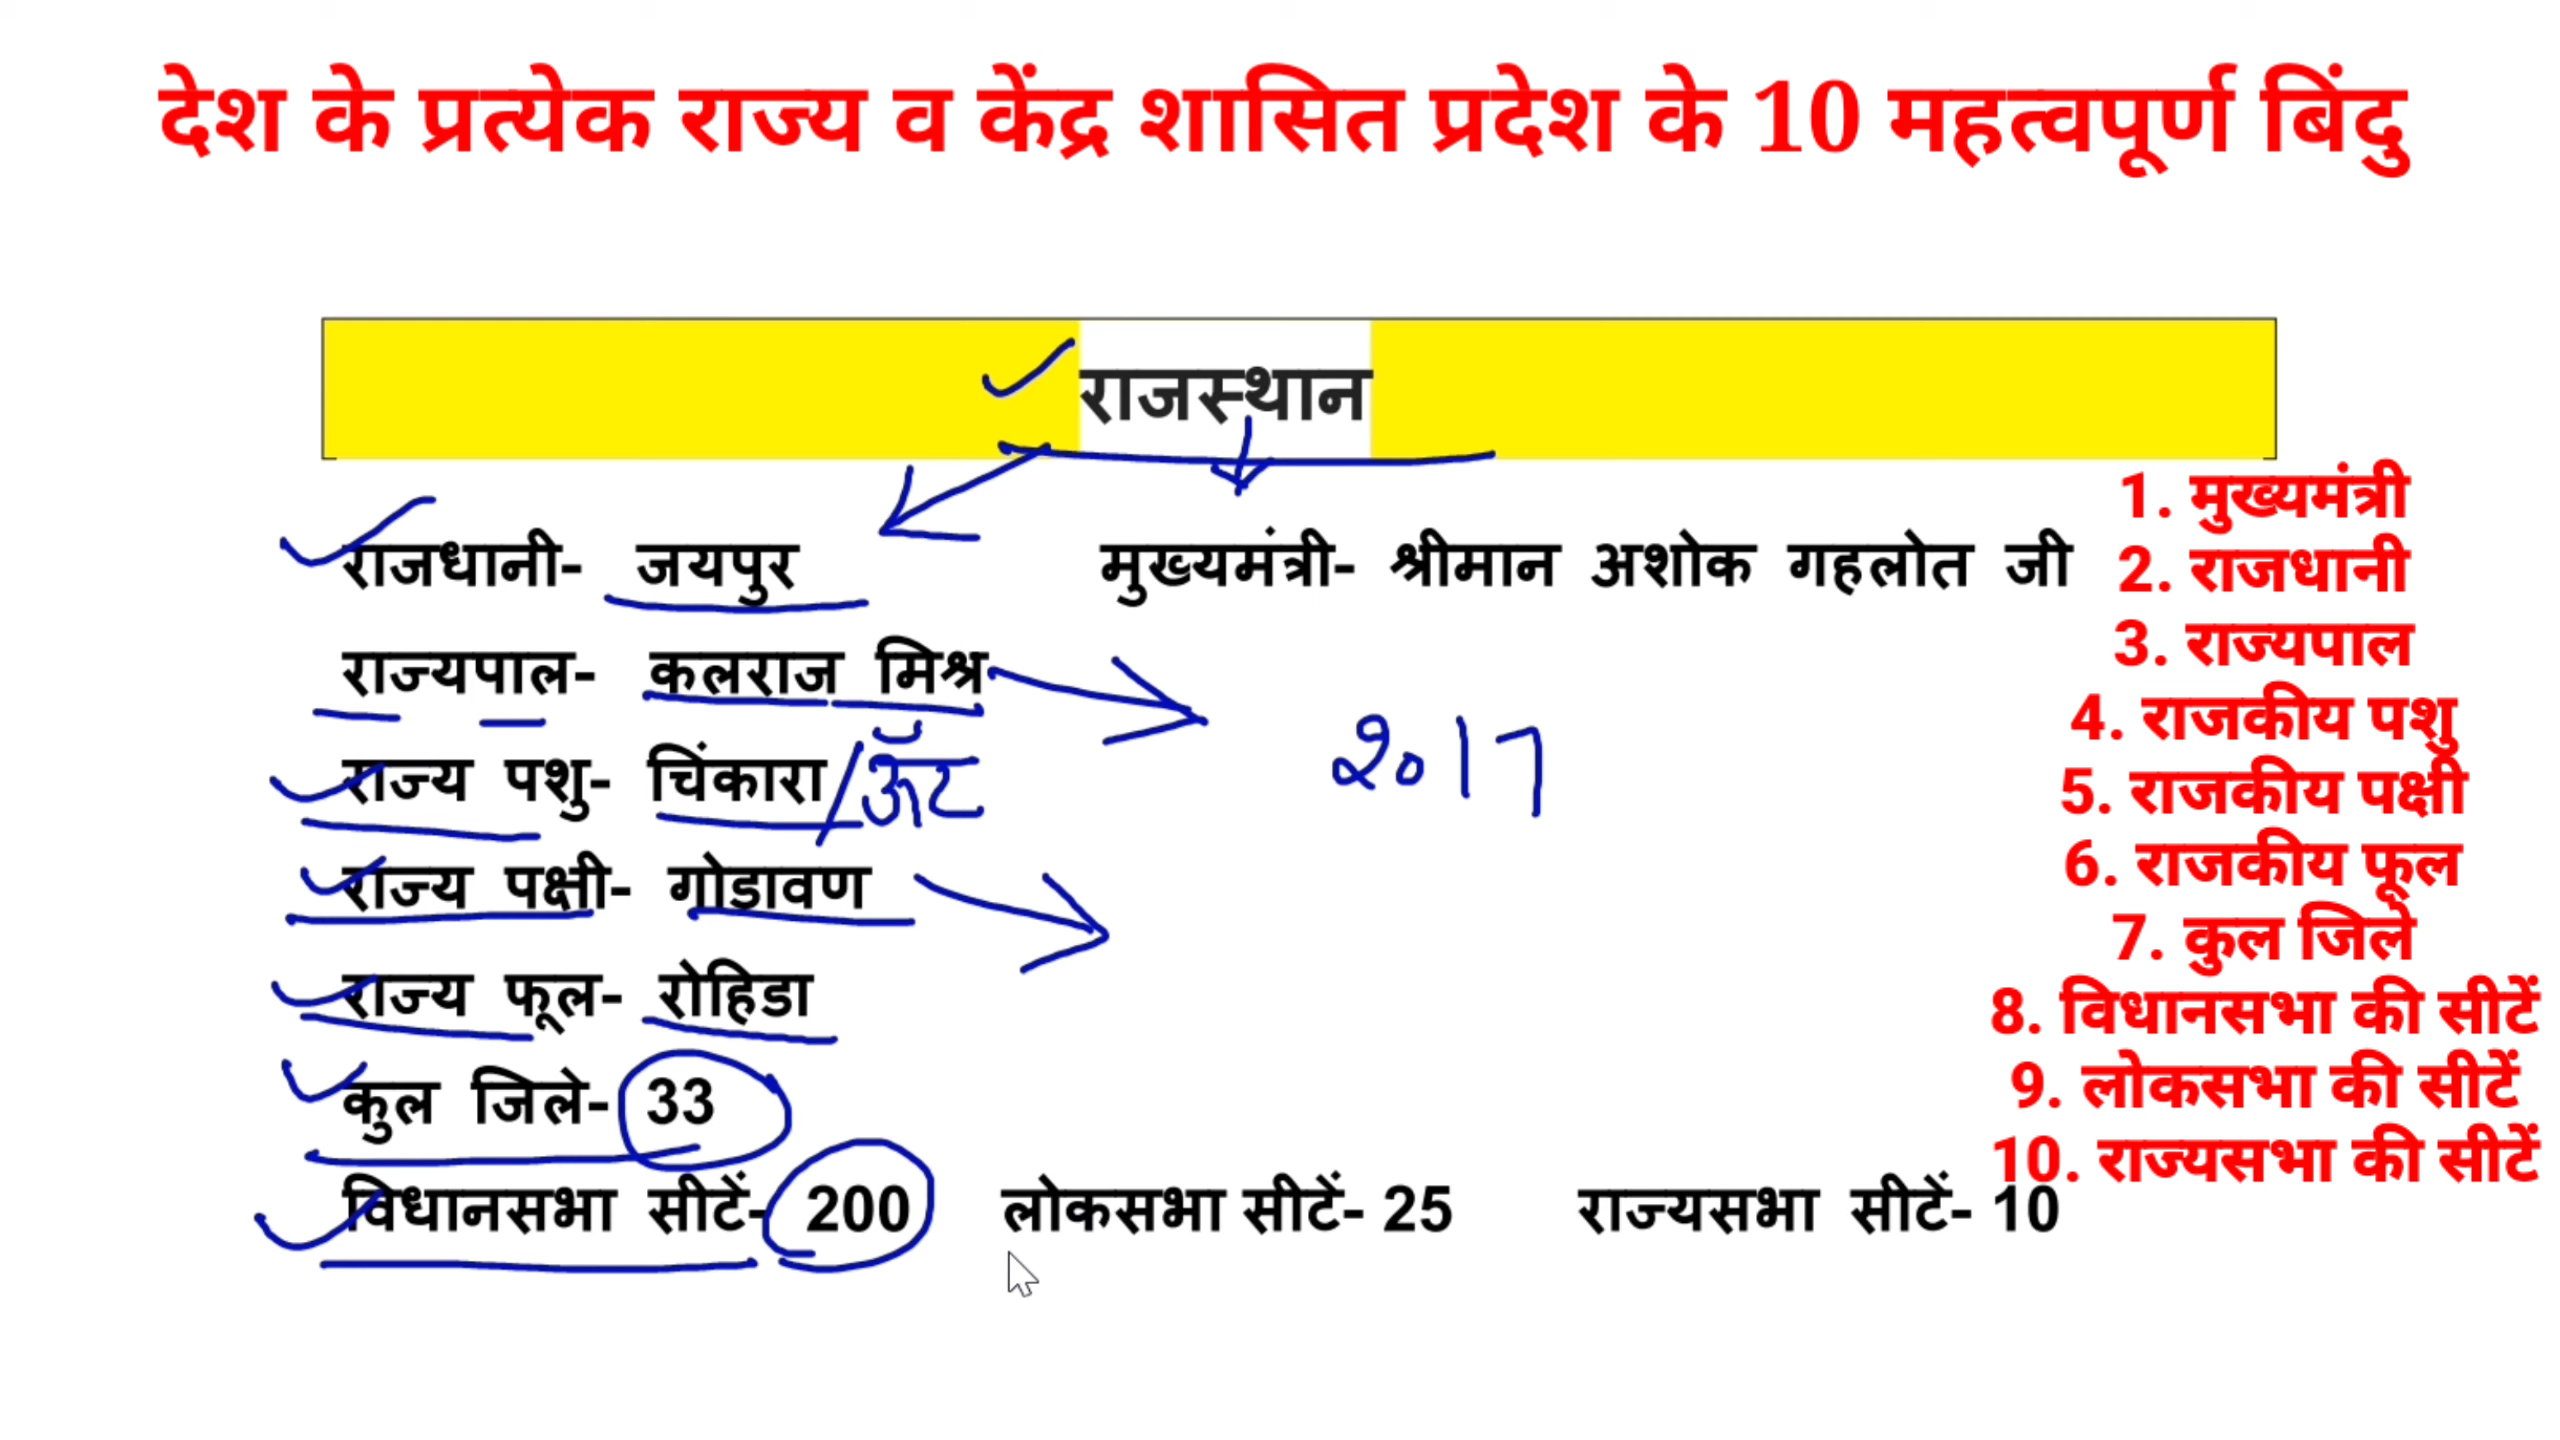 देश के प्रत्येक राज्य व केंद्र शासित प्रदेश के 10 महत्वपूर्ण बिंदु
राजस्थान
राजधानी- जयपुर मुख्यमंत्री- श्रीमान अशोक गहलोत जी
राज्यपाल- कलराज मिश्र
2017
राज्य पशु- चिंकारा/ऊँट
राज्य पक्षी- गोडावण
राज्य फूल- रोहिडा
कुल जिले- 33
विधानसभा सीटें- 200 लोकसभा सीटें- 25 राज्यसभा सीटें- 10
1. मुख्यमंत्री
2. राजधानी
3. राज्यपाल
4. राजकीय पशु
5. राजकीय पक्षी
6. राजकीय फूल
7. कुल जिले
8. विधानसभा की सीटें
9. लोकसभा की सीटें
10. राज्यसभा की सीटें